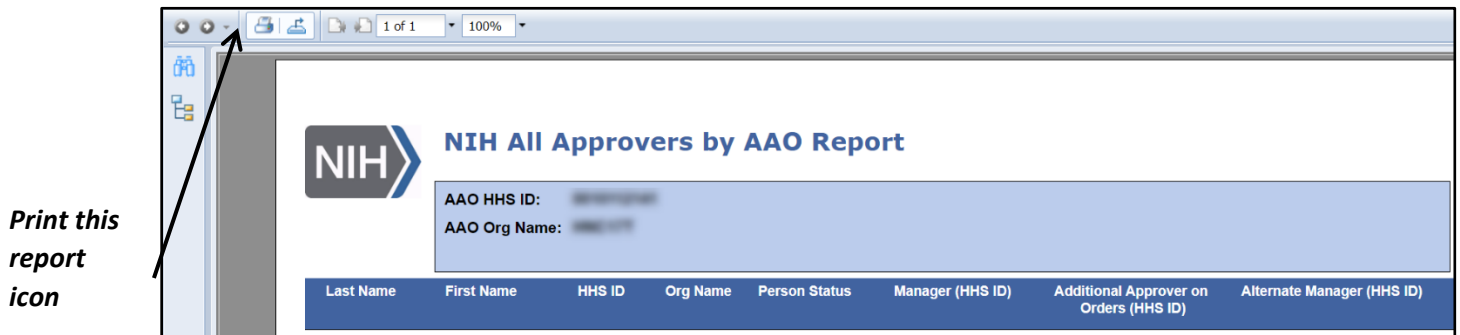 1 of 1
100%
NIH
NIH All Approvers by AAO Report
AAO HHS ID:
AAO Org Name:
Print this
report
icon
Last Name First Name HHS ID Org Name Person Status Manager (HHS ID) Additional Approver on Alternate Manager (HHS ID)
Orders (HHS ID)